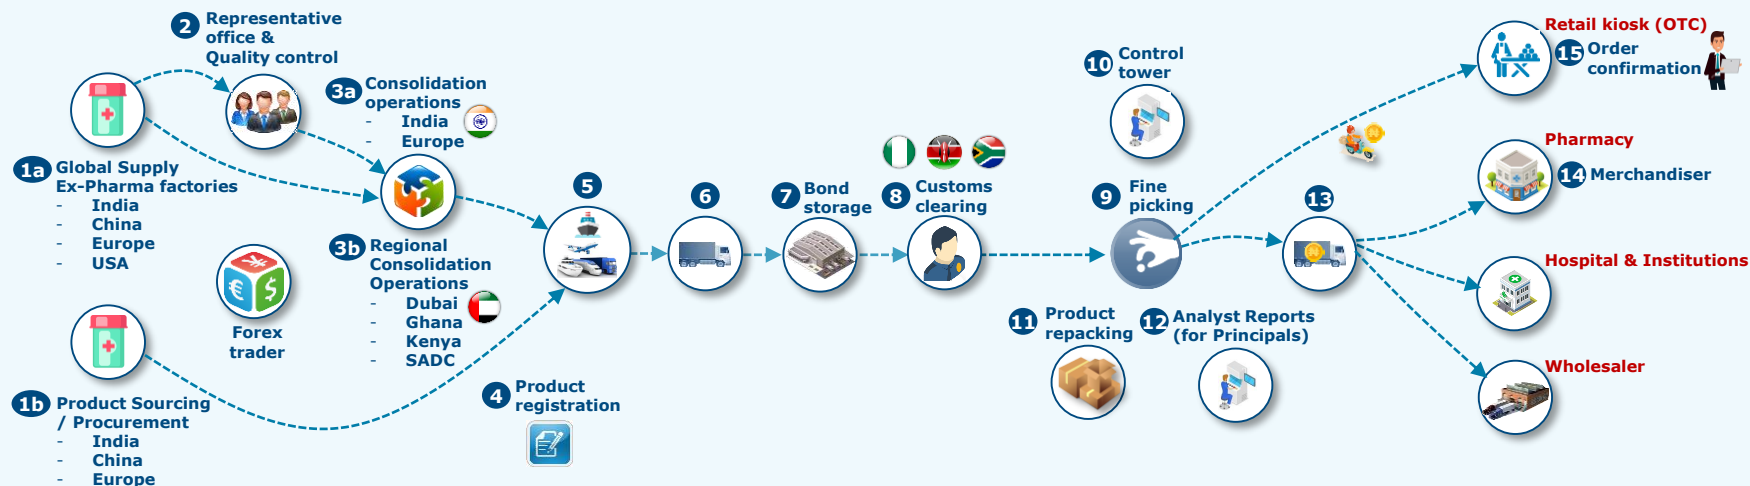 2 Representative
office &
Quality control
3a Consolidation
operations
- India
- Europe
1a Global Supply
Ex-Pharma factories
- India
- China
- Europe
- USA
3b Regional
Consolidation
Operations
- Dubai
- Ghana
- Kenya
- SADC
Forex
trader
1b Product Sourcing
/ Procurement
- India
- China
- Europe
4 Product
registration
5
6
7 Bond
storage
8 Customs
clearing
9 Fine
picking
10 Control
tower
11 Product
repacking
12 Analyst Reports
(for Principals)
13
Retail kiosk (OTC)
15 Order
confirmation
Pharmacy
14 Merchandiser
Hospital & Institutions
Wholesaler